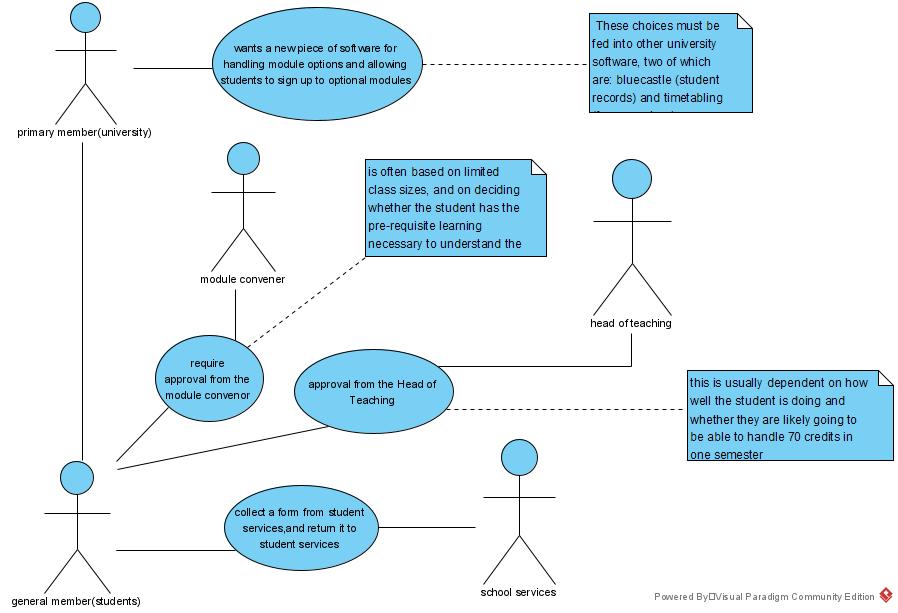 wants a new piece of software for
handling module options and allowing
students to sign up to optional modules
These choices must be
fed into other university
software, two of which
are: bluecastle (student
records) and timetabling
primary member(university)
module convener
is often based on limited
class sizes, and on deciding
whether the student has the
pre-requisite learning
necessary to understand the
head of teaching
require
approval from the
module convenor
approval from the Head of
Teaching
this is usually dependent on how
well the student is doing and
whether they are likely going to
be able to handle 70 credits in
one semester
collect a form from student
services,and return it to
student services
general member(students)
school services
Powered By Visual Paradigm Community Edition